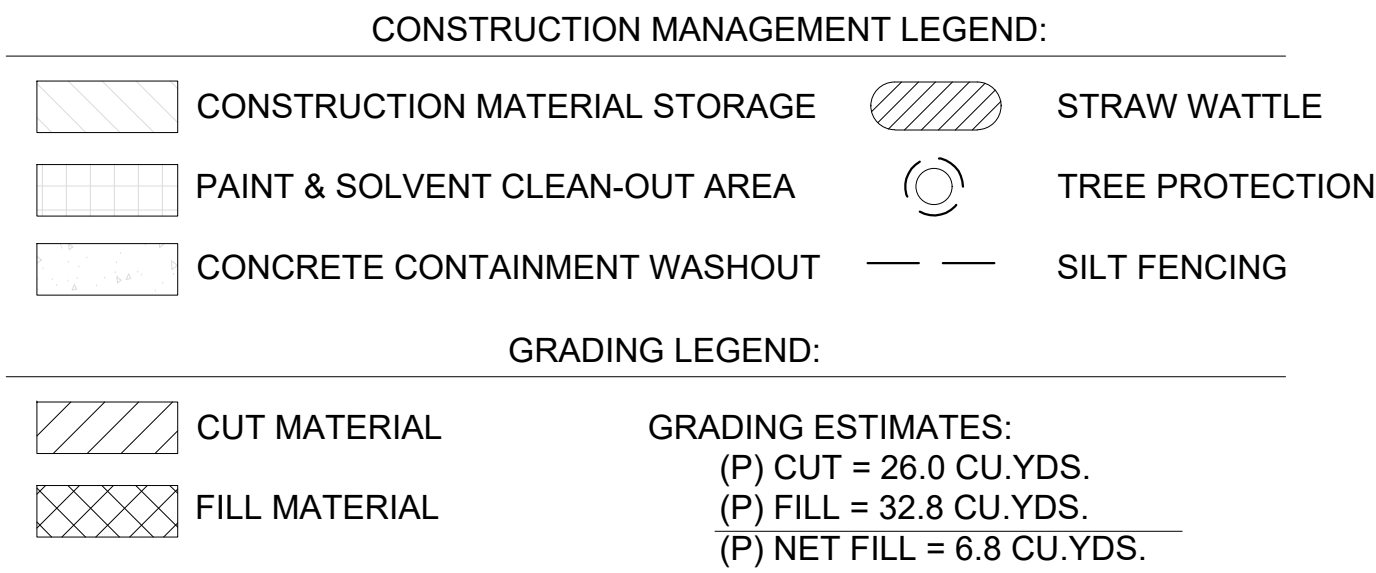 CONSTRUCTION MANAGEMENT LEGEND:
CONSTRUCTION MATERIAL STORAGE
STRAW WATTLE
PAINT & SOLVENT CLEAN-OUT AREA
TREE PROTECTION
CONCRETE CONTAINMENT WASHOUT
SILT FENCING
GRADING LEGEND:
CUT MATERIAL
FILL MATERIAL
GRADING ESTIMATES:
(P) CUT = 26.0 CU.YDS.
(P) FILL = 32.8 CU.YDS.
(P) NET FILL = 6.8 CU.YDS.